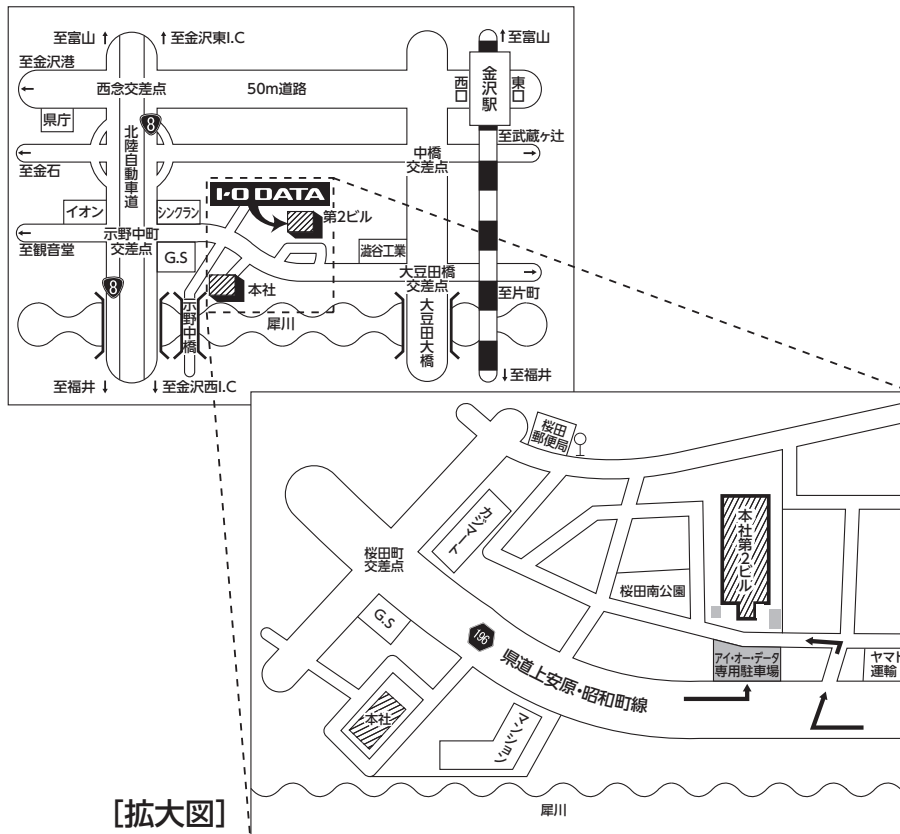 至富山
至金沢東I.C
至富山
至金沢港
西念交差点
50m道路
西口
金沢駅
東口
県庁
8
北陸自動車道
至武蔵ヶ辻
至金石
中橋
交差点
I-O DATA
イオン
シンクラン
第2ビル
示野中町
交差点
至観音堂
G.S
澁谷工業
大豆田橋
交差点
8
本社
至片町
示野中橋
犀川
大豆田大橋
至福井
至金沢西I.C
至福井
桜田
郵便局
カジマート
本社第2ビル
桜田町
交差点
桜田南公園
G.S
196
県道上安原・昭和町線
アイ・オー・データ
専用駐車場
ヤマト
運輸
本社
マンション
[拡大図]
犀川